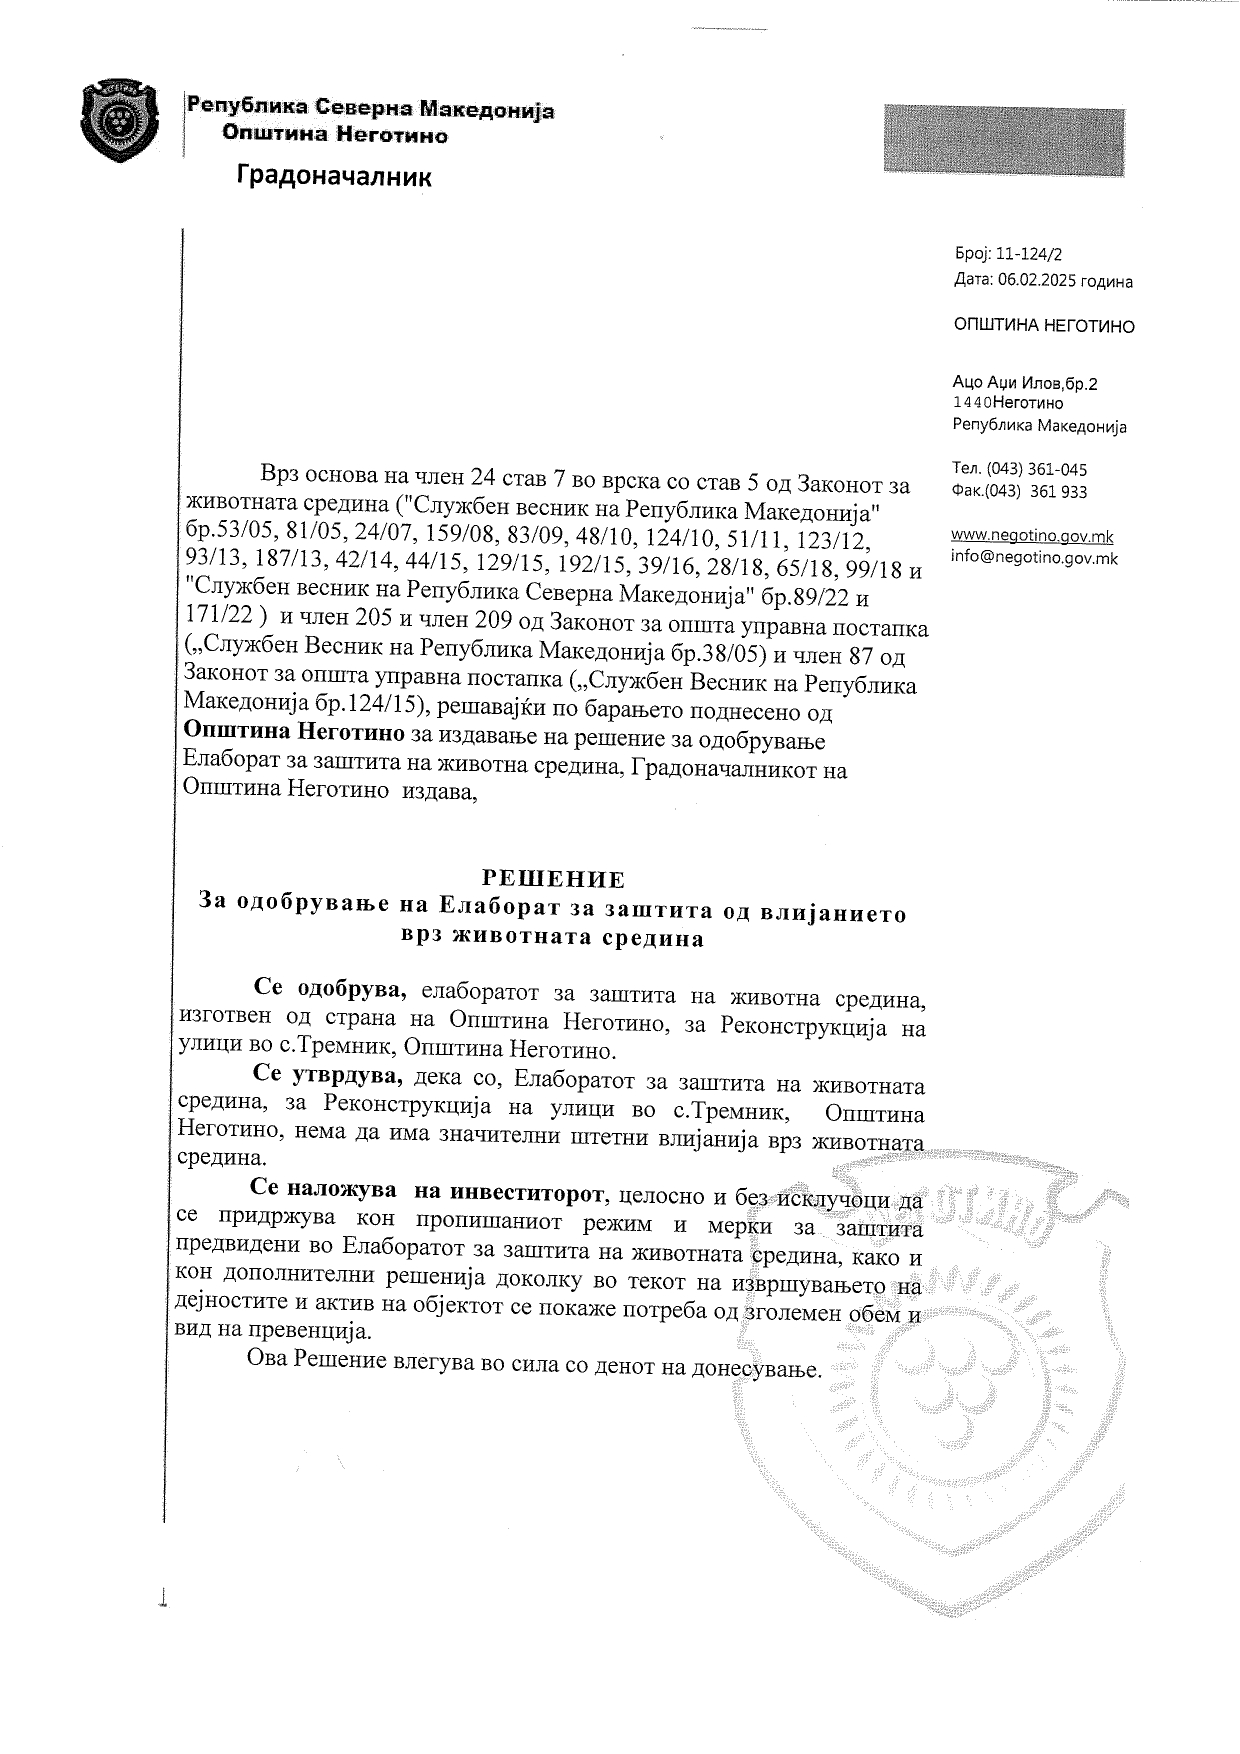 Република Северна Македонија
Општина Неготино
Градоначалник
Број: 11-124/2
Дата: 06.02.2025 година
ОПШТИНА НЕГОТИНО
Ацо Аџи Илов,бр.2
1440Неготино
Република Македонија
Тел. (043) 361-045
Фак.(043) 361 933
www.negotino.gov.mk
info@negotino.gov.mk
Врз основа на член 24 став 7 во врска со став 5 од Законот за
животната средина ("Службен весник на Република Македонија"
бр.53/05, 81/05, 24/07, 159/08, 83/09, 48/10, 124/10, 51/11, 123/12,
93/13, 187/13, 42/14, 44/15, 129/15, 192/15, 39/16, 28/18, 65/18, 99/18 и
"Службен весник на Република Северна Македонија" бр.89/22 и
171/22 ) и член 205 и член 209 од Законот за општа управна постапка
(„Службен Весник на Република Македонија бр.38/05) и член 87 од
Законот за општа управна постапка („Службен Весник на Република
Македонија бр.124/15), решавајќи по барањето поднесено од
Општина Неготино за издавање на решение за одобрување
Елаборат за заштита на животна средина, Градоначалникот на
Општина Неготино издава,
РЕШЕНИЕ
За одобрување на Елаборат за заштита од влијанието
врз животната средина
Се одобрува, елаборатот за заштита на животна средина,
изготвен од страна на Општина Неготино, за Реконструкција на
улици во с.Тремник, Општина Неготино.
Се утврдува, дека со, Елаборатот за заштита на животната
средина, за Реконструкција на улици во с.Тремник, Општина
Неготино, нема да има значителни штетни влијанија врз животната
средина.
Се наложува на инвеститорот, целосно и без исклучоци да
се придржува кон пропишаниот режим и мерки за заштита
предвидени во Елаборатот за заштита на животната средина, како и
кон дополнителни решенија доколку во текот на извршувањето на
дејностите и актив на објектот се покаже потреба од зголемен обем и
вид на превенција.
Ова Решение влегува во сила со денот на донесување.